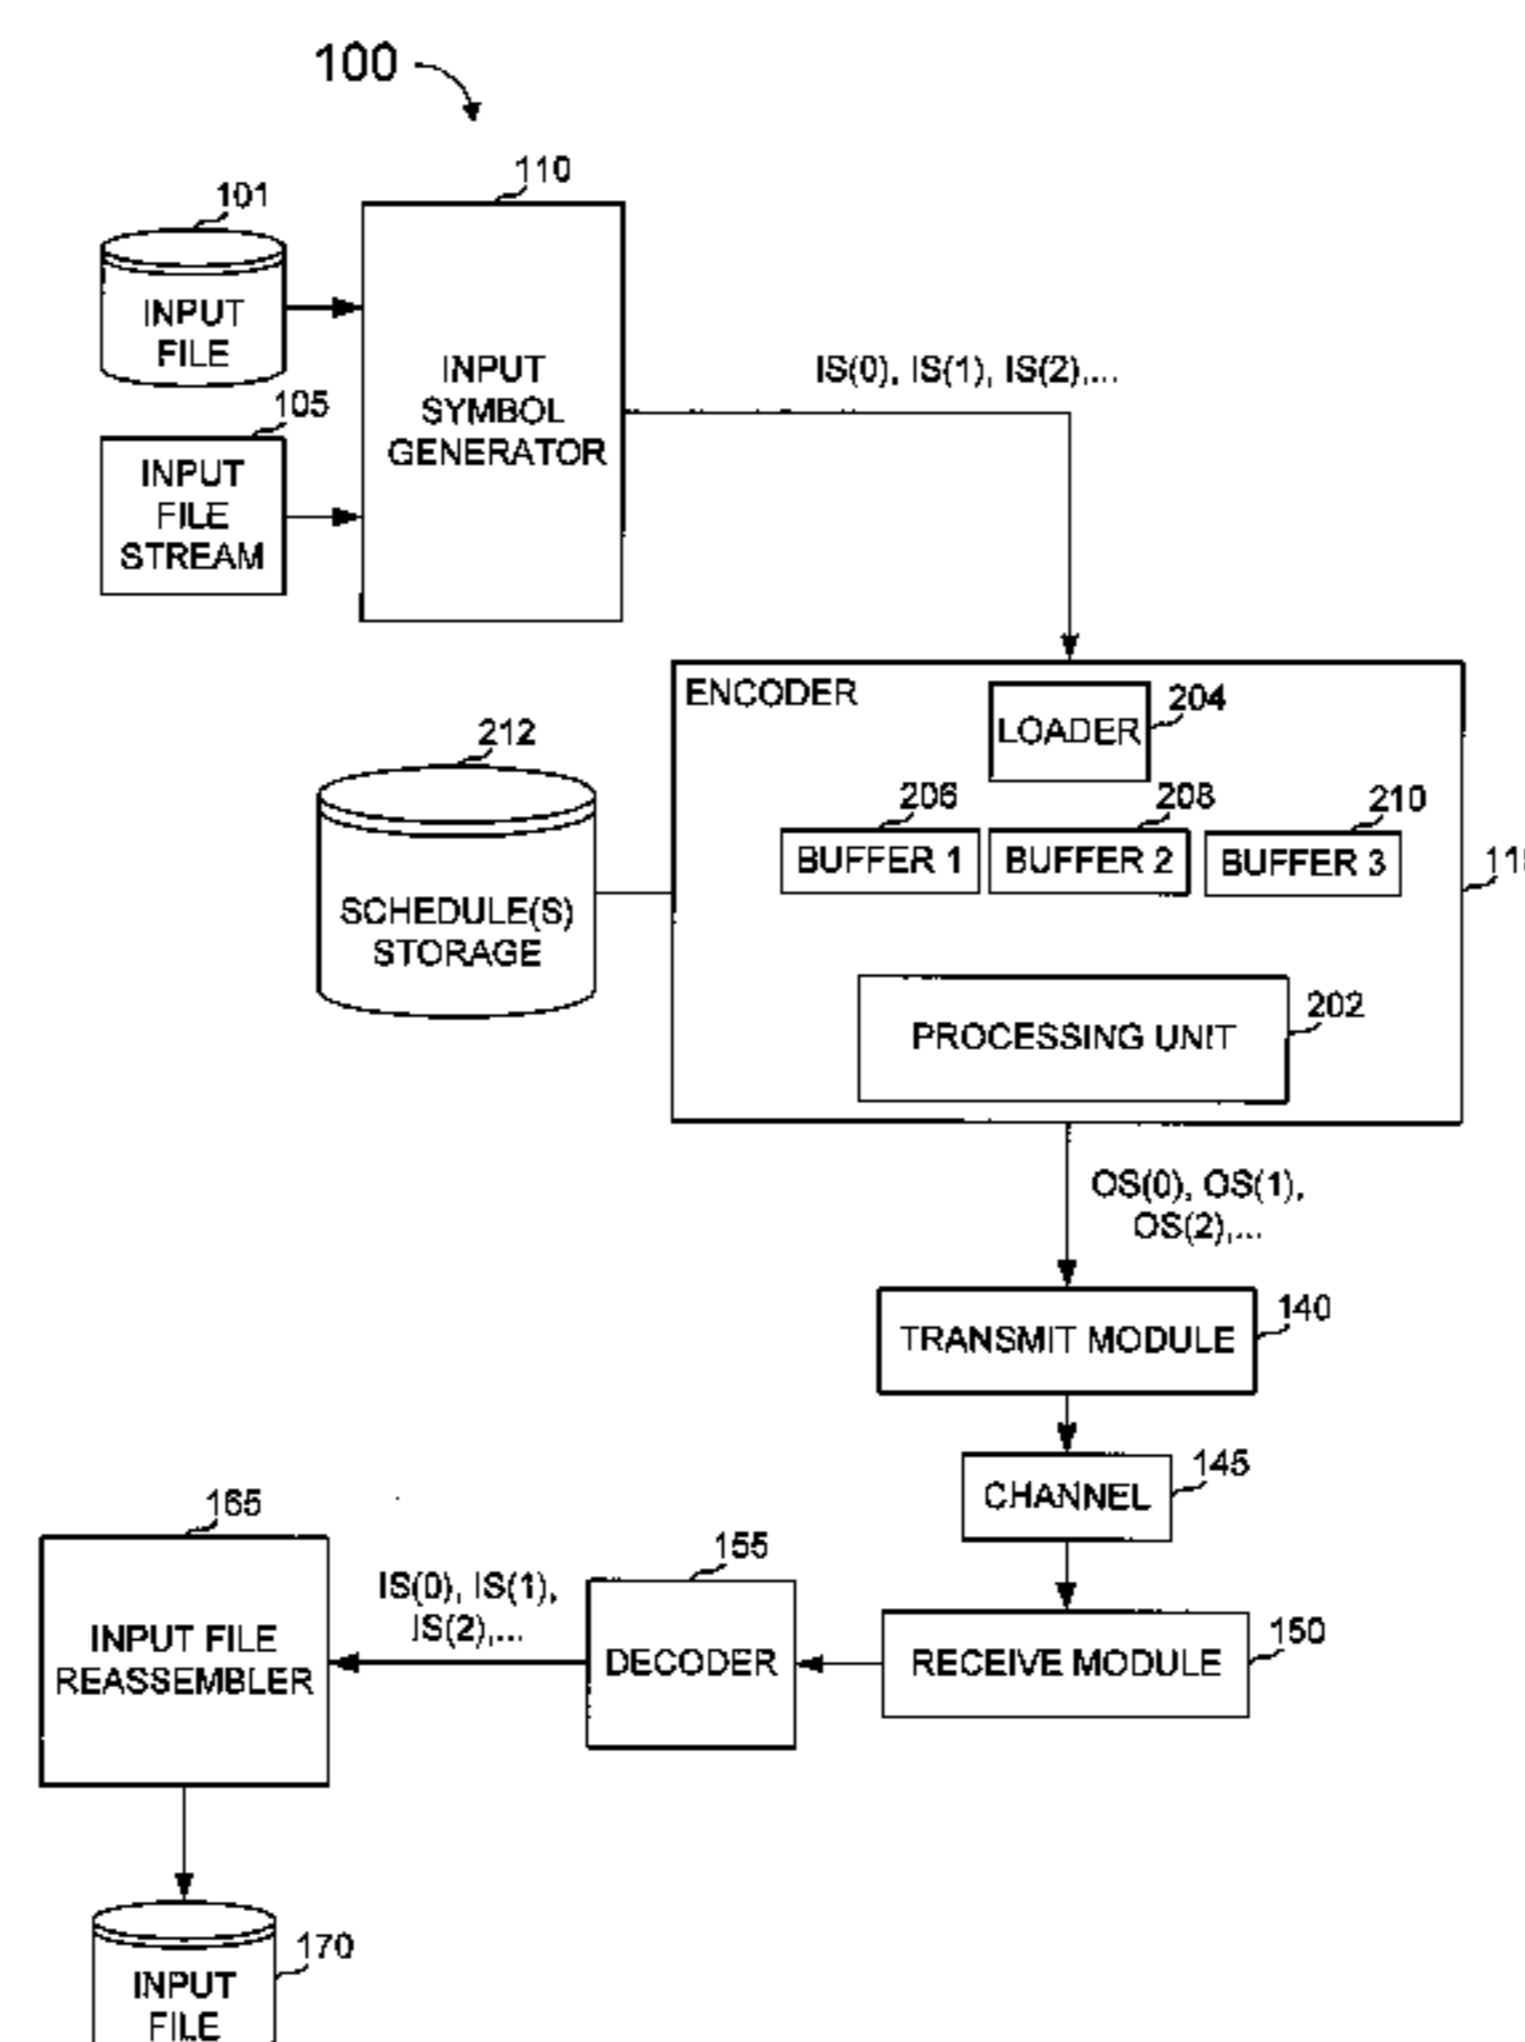 100
110
101
INPUT
FILE
105
INPUT
FILE
STREAM
INPUT
SYMBOL
GENERATOR
IS(0), IS(1), IS(2),...
ENCODER
LOADER
204
212
SCHEDULE(S)
STORAGE
206
208
210
BUFFER 1
BUFFER 2
BUFFER 3
PROCESSING UNIT
202
OS(0), OS(1),
OS(2),...
TRANSMIT MODULE
140
CHANNEL
145
165
INPUT FILE
REASSEMBLER
IS(0), IS(1),
IS(2),...
155
DECODER
RECEIVE MODULE
150
170
INPUT
FILE